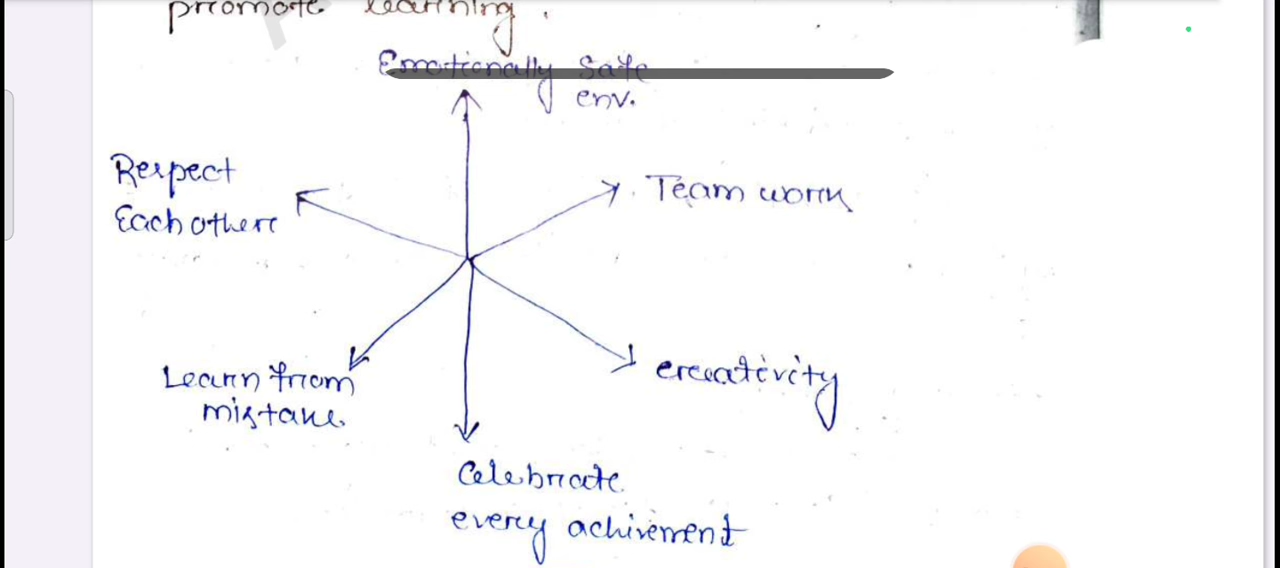 promote learning.
Emotionally safe
env.
Respect
Each other
Team work
Learn from
mistake.
creativity
Celebrate
every achivement